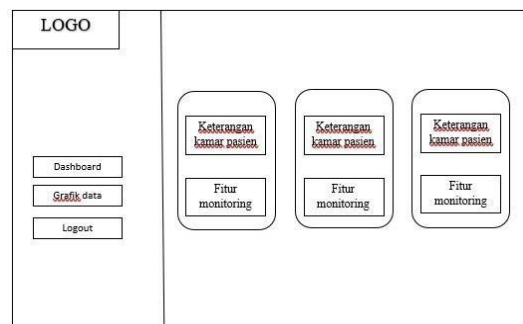 LOGO
Dashboard
Grafik data
Logout
Keterangan
kamar pasien
Fitur
monitoring
Keterangan
kamar pasien
Fitur
monitoring
Keterangan
kamar pasien
Fitur
monitoring